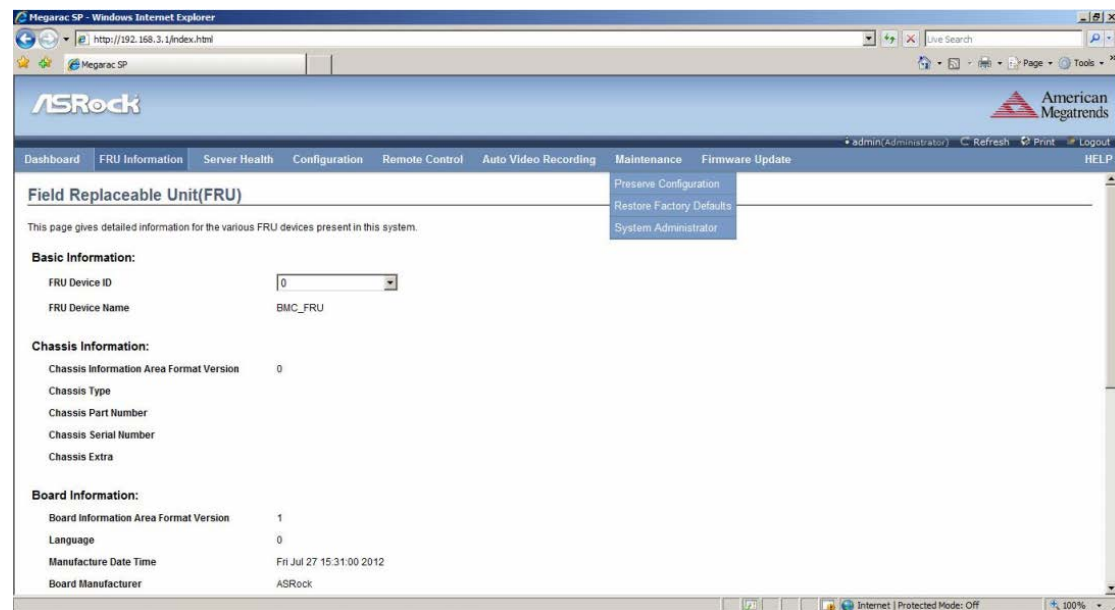 Megarac SP - Windows Internet Explorer
http://192.168.3.1/index.html
Live Search
Megarac SP
Page
Tools
ASRock
American
Megatrends
admin(Administrator) Refresh Print Logout
Dashboard FRU Information Server Health Configuration Remote Control Auto Video Recording Maintenance Firmware Update HELP
Preserve Configuration
Restore Factory Defaults
System Administrator
Field Replaceable Unit(FRU)
This page gives detailed information for the various FRU devices present in this system.
Basic Information:
FRU Device ID 0
FRU Device Name BMC_FRU
Chassis Information:
Chassis Information Area Format Version 0
Chassis Type
Chassis Part Number
Chassis Serial Number
Chassis Extra
Board Information:
Board Information Area Format Version 1
Language 0
Manufacture Date Time Fri Jul 27 15:31:00 2012
Board Manufacturer ASRock
Internet | Protected Mode: Off 100%